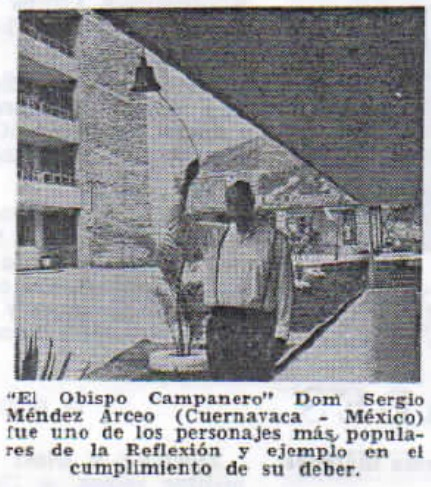 "El Obispo Campanero" Dom Sergio
Méndez Arceo (Cuernavaca - México)
fue uno de los personajes más popula-
res de la Reflexión y ejemplo en el
cumplimiento de su deber.